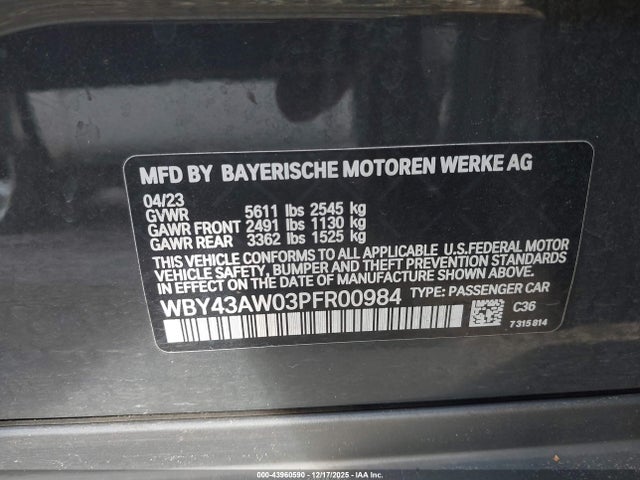 MFD BY BAYERISCHE MOTOREN WERKE AG
04/23
GVWR 5611 lbs 2545 kg
GAWR FRONT 2491 lbs 1130 kg
GAWR REAR 3362 lbs 1525 kg
THIS VEHICLE CONFORMS TO ALL APPLICABLE U.S.FEDERAL MOTOR
VEHICLE SAFETY, BUMPER, AND THEFT PREVENTION STANDARDS
IN EFFECT ON THE DATE OF MANUFACTURE SHOWN ABOVE.
WBY43AW03PFR00984 TYPE: PASSENGER CAR
C36
7315814
000-43960590 - 12/17/2025 - IAA Inc.